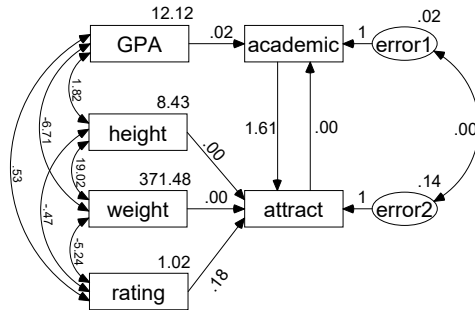 12.12
.02
GPA
.02
academic
1
error1
1.82
8.43
-6.71
height
.00
1.61
.00
.00
.53
19.02
371.48
.14
-.47
weight
.00
attract
1
error2
-5.24
1.02
rating
.18